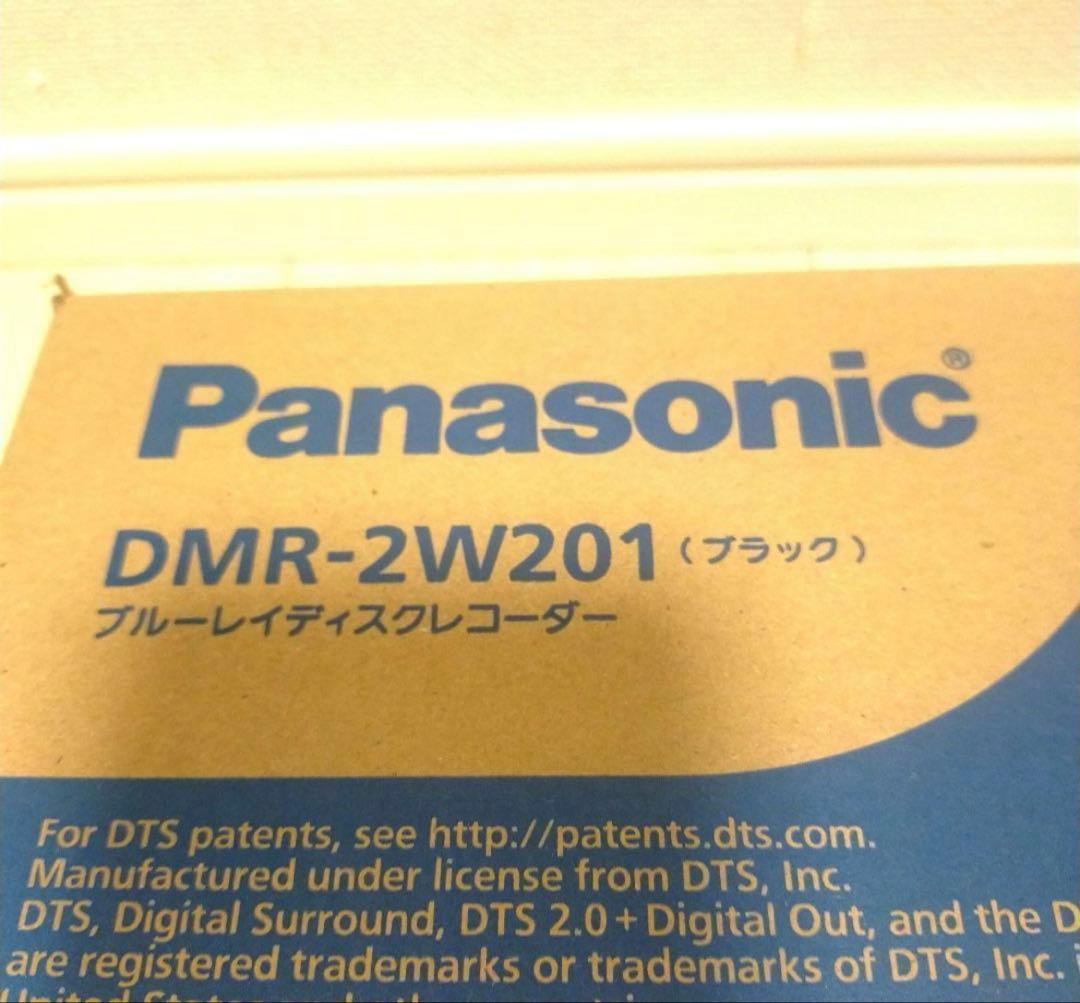 Panasonic®
DMR-2W201（ブラック）
ブルーレイディスクレコーダー
For DTS patents, see http://patents.dts.com.
Manufactured under license from DTS, Inc.
DTS, Digital Surround, DTS 2.0+Digital Out, and the D
are registered trademarks or trademarks of DTS, Inc.
United States